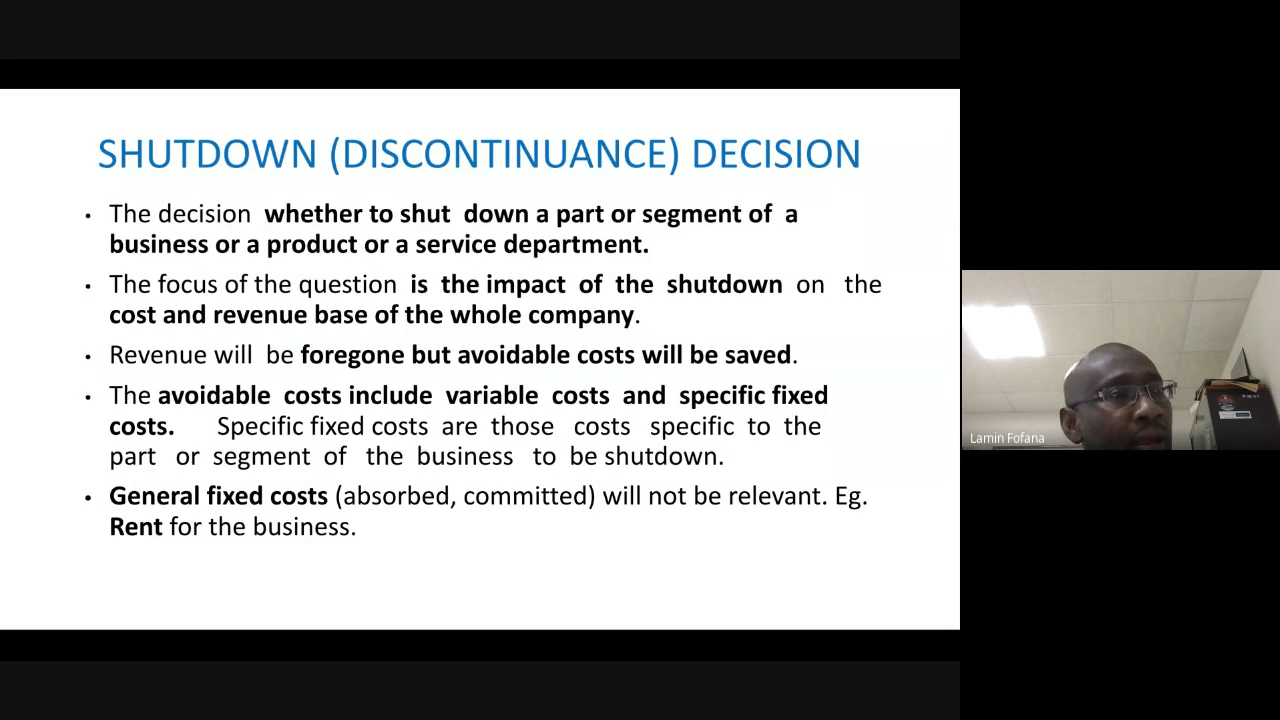 SHUTDOWN (DISCONTINUANCE) DECISION
• The decision whether to shut down a part or segment of a
business or a product or a service department.
• The focus of the question is the impact of the shutdown on the
cost and revenue base of the whole company.
• Revenue will be foregone but avoidable costs will be saved.
• The avoidable costs include variable costs and specific fixed
costs. Specific fixed costs are those costs specific to the
part or segment of the business to be shutdown.
• General fixed costs (absorbed, committed) will not be relevant. Eg.
Rent for the business.
Lamin Fofana